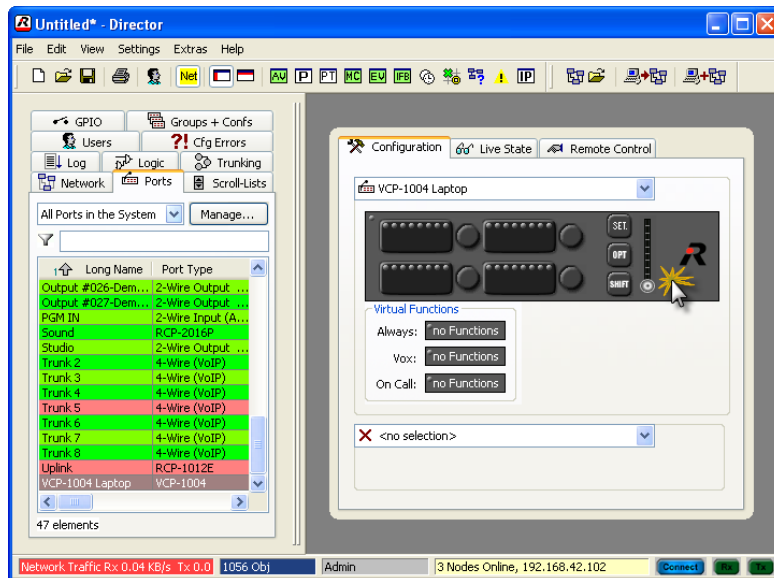 Untitled* - Director
File Edit View Settings Extras Help
Net AV P PT MC EV IFB IP
GPIO Groups + Confs
Users Cfg Errors
Log Logic Trunking
Network Ports Scroll-Lists
All Ports in the System Manage...
1 Long Name Port Type
Output #026-Dem... 2-Wire Output ...
Output #027-Dem... 2-Wire Output ...
PGM IN 2-Wire Input (A...
Sound RCP-2016P
Studio 2-Wire Output ...
Trunk 2 4-Wire (VoIP)
Trunk 3 4-Wire (VoIP)
Trunk 4 4-Wire (VoIP)
Trunk 5 4-Wire (VoIP)
Trunk 6 4-Wire (VoIP)
Trunk 7 4-Wire (VoIP)
Trunk 8 4-Wire (VoIP)
Uplink RCP-1012E
VCP-1004 Laptop VCP-1004
47 elements
Configuration Live State Remote Control
VCP-1004 Laptop
SET.
OPT
SHIFT
Virtual Functions
Always: no Functions
Vox: no Functions
On Call: no Functions
<no selection>
Network Traffic Rx 0.04 KB/s Tx 0.0 1056 Obj Admin 3 Nodes Online, 192.168.42.102 Connect Rx Tx